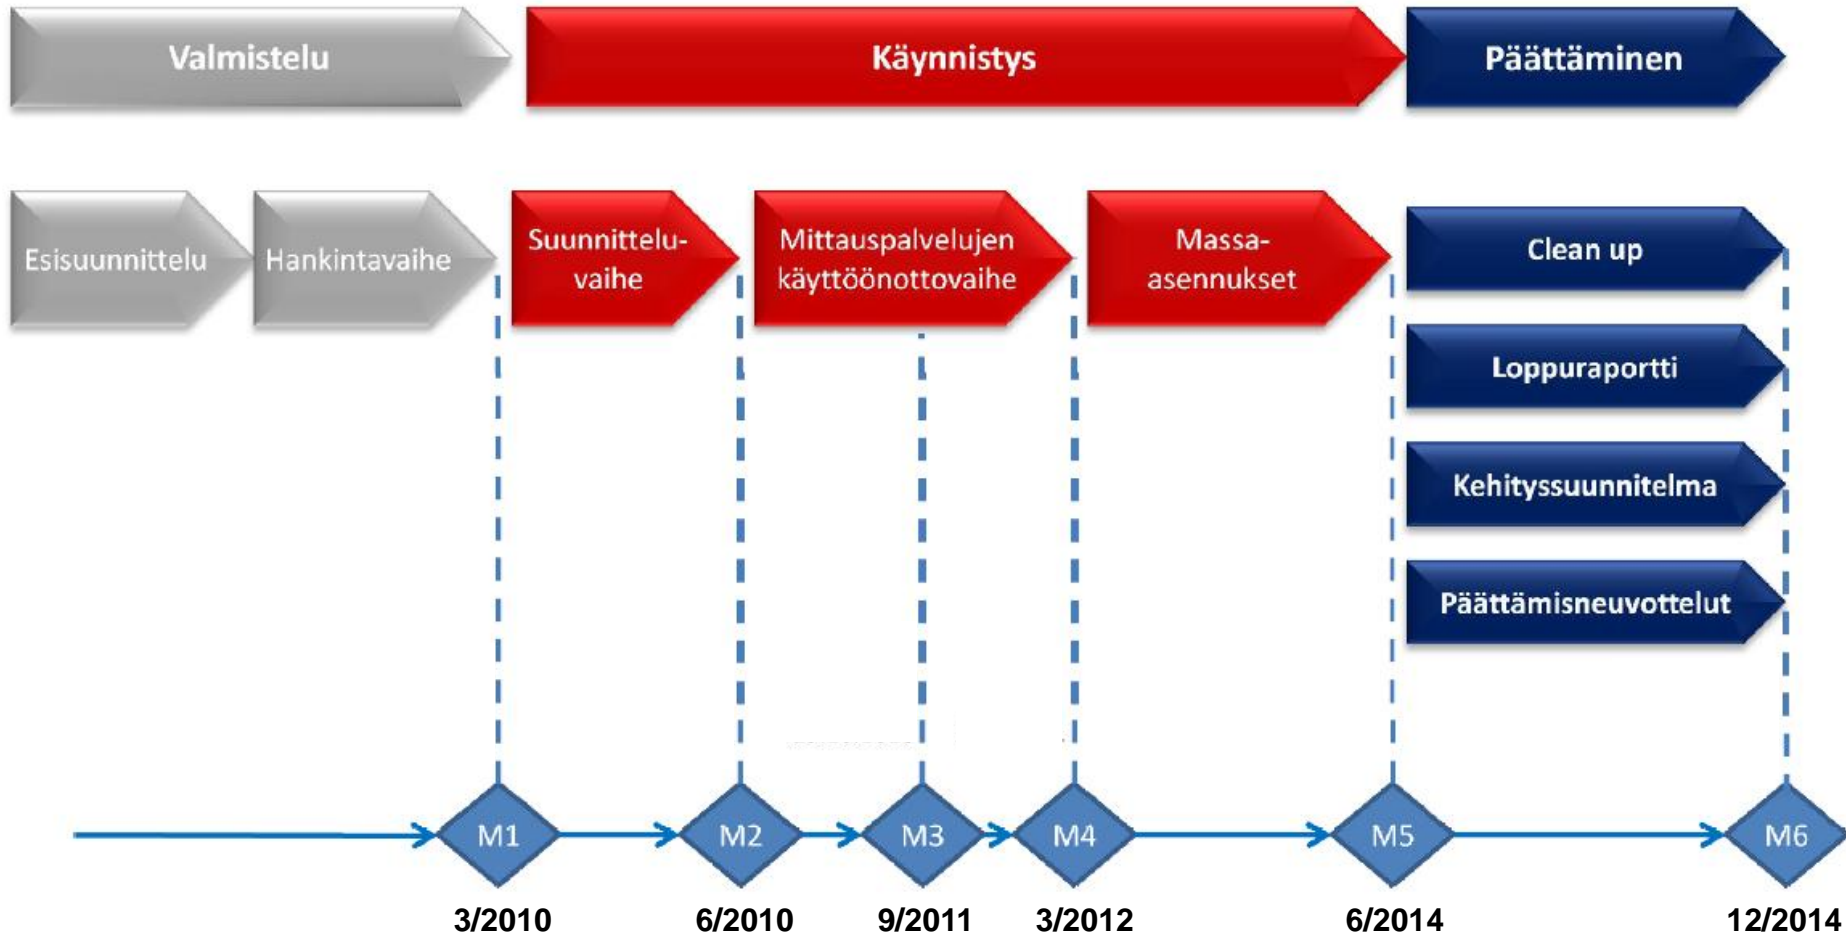 Valmistelu
Käynnistys
Päättäminen
Esisuunnittelu
Hankintavaihe
Suunnittelu-
vaihe
Mittauspalvelujen
käyttöönottovaihe
Massa-
asennukset
Clean up
Loppuraportti
Kehityssuunnitelma
Päättämisneuvottelut
M1
M2
M3
M4
M5
M6
3/2010
6/2010
9/2011
3/2012
6/2014
12/2014